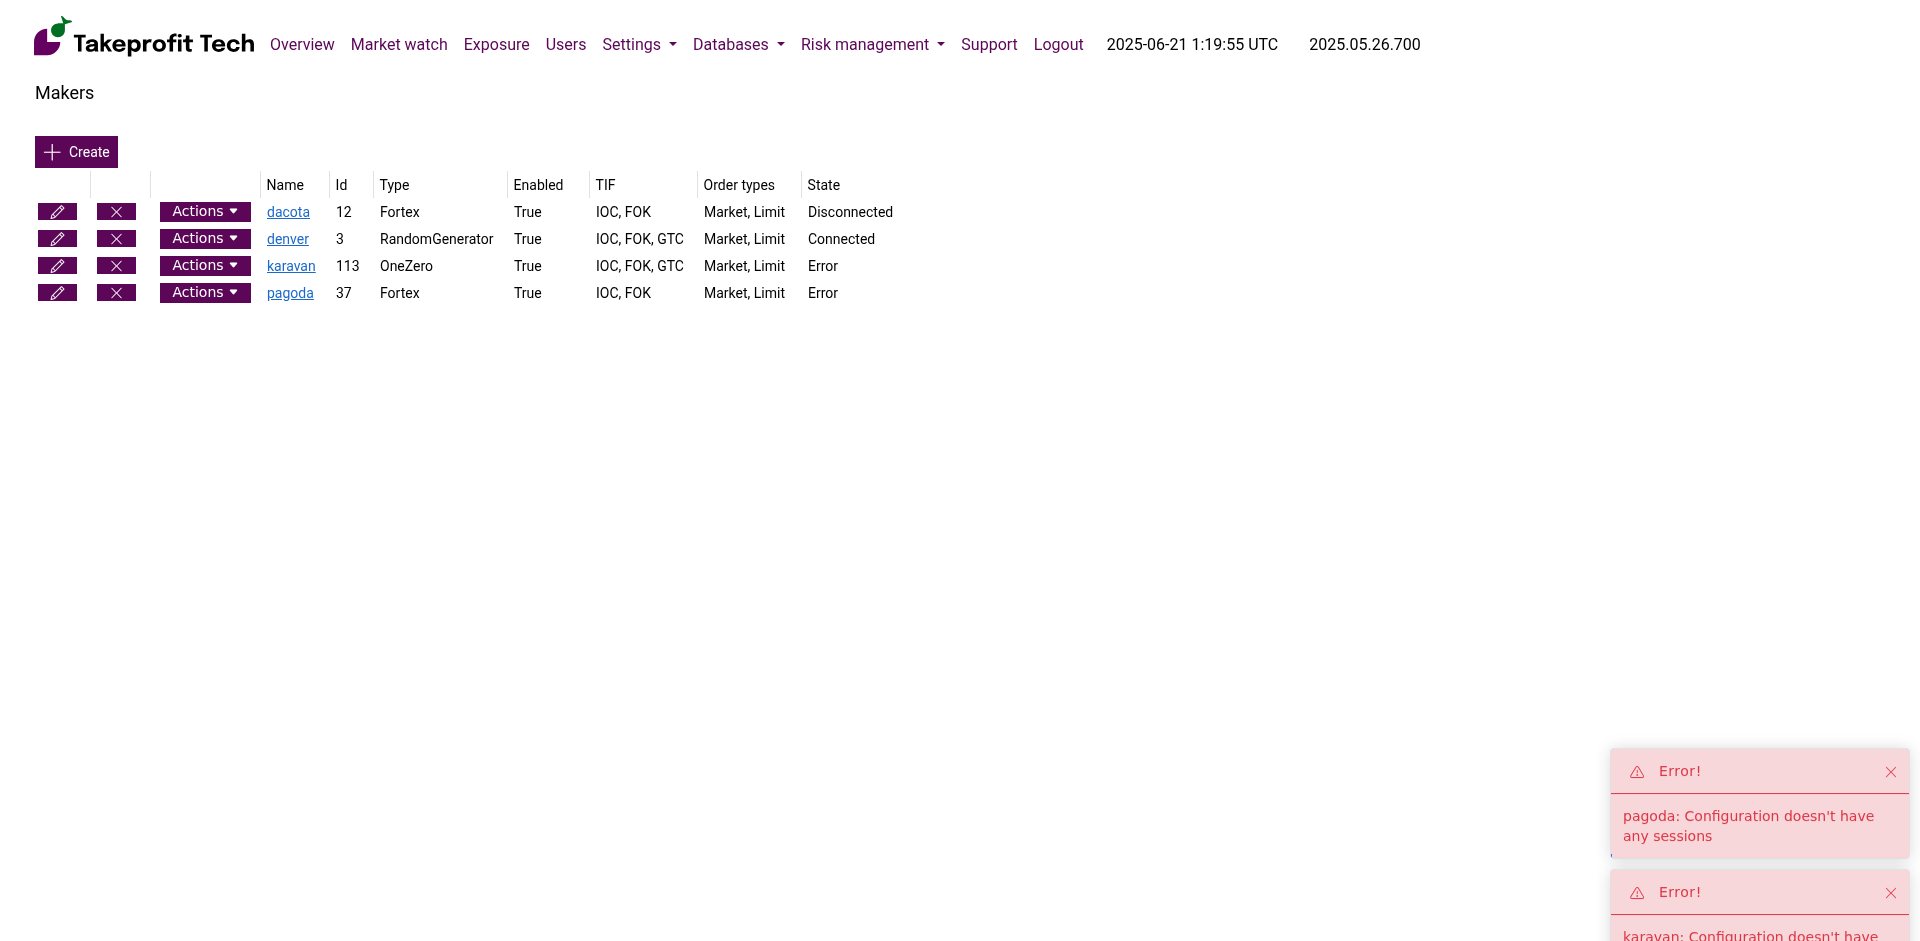 Takeprofit Tech Overview Market watch Exposure Users Settings Databases Risk management Support Logout 2025-06-21 1:19:55 UTC 2025.05.26.700
Makers
Create
Name Id Type Enabled TIF Order types State
Actions dacota 12 Fortex True IOC, FOK Market, Limit Disconnected
Actions denver 3 RandomGenerator True IOC, FOK, GTC Market, Limit Connected
Actions karavan 113 OneZero True IOC, FOK, GTC Market, Limit Error
Actions pagoda 37 Fortex True IOC, FOK Market, Limit Error
Error!
pagoda: Configuration doesn't have
any sessions
Error!
karavan: Configuration doesn't have